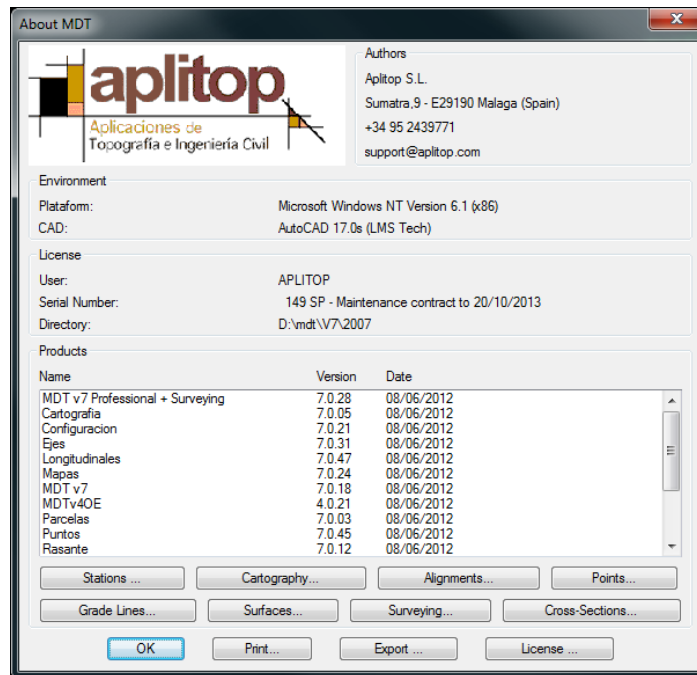 About MDT
aplitop
Aplicaciones de
Topografía e Ingeniería Civil
Authors
Aplitop S.L.
Sumatra,9 - E29190 Malaga (Spain)
+34 95 2439771
support@aplitop.com
Environment
Plataform: Microsoft Windows NT Version 6.1 (x86)
CAD: AutoCAD 17.0s (LMS Tech)
License
User: APLITOP
Serial Number: 149 SP - Maintenance contract to 20/10/2013
Directory: D:\mdt\V7\2007
Products
Name Version Date
MDT v7 Professional + Surveying 7.0.28 08/06/2012
Cartografia 7.0.05 08/06/2012
Configuracion 7.0.21 08/06/2012
Ejes 7.0.31 08/06/2012
Longitudinales 7.0.47 08/06/2012
Mapas 7.0.24 08/06/2012
MDT v7 7.0.18 08/06/2012
MDTv4OE 4.0.21 08/06/2012
Parcelas 7.0.03 08/06/2012
Puntos 7.0.45 08/06/2012
Rasante 7.0.12 08/06/2012
Stations ... Cartography... Alignments... Points...
Grade Lines... Surfaces... Surveying... Cross-Sections...
OK Print... Export ... License ...